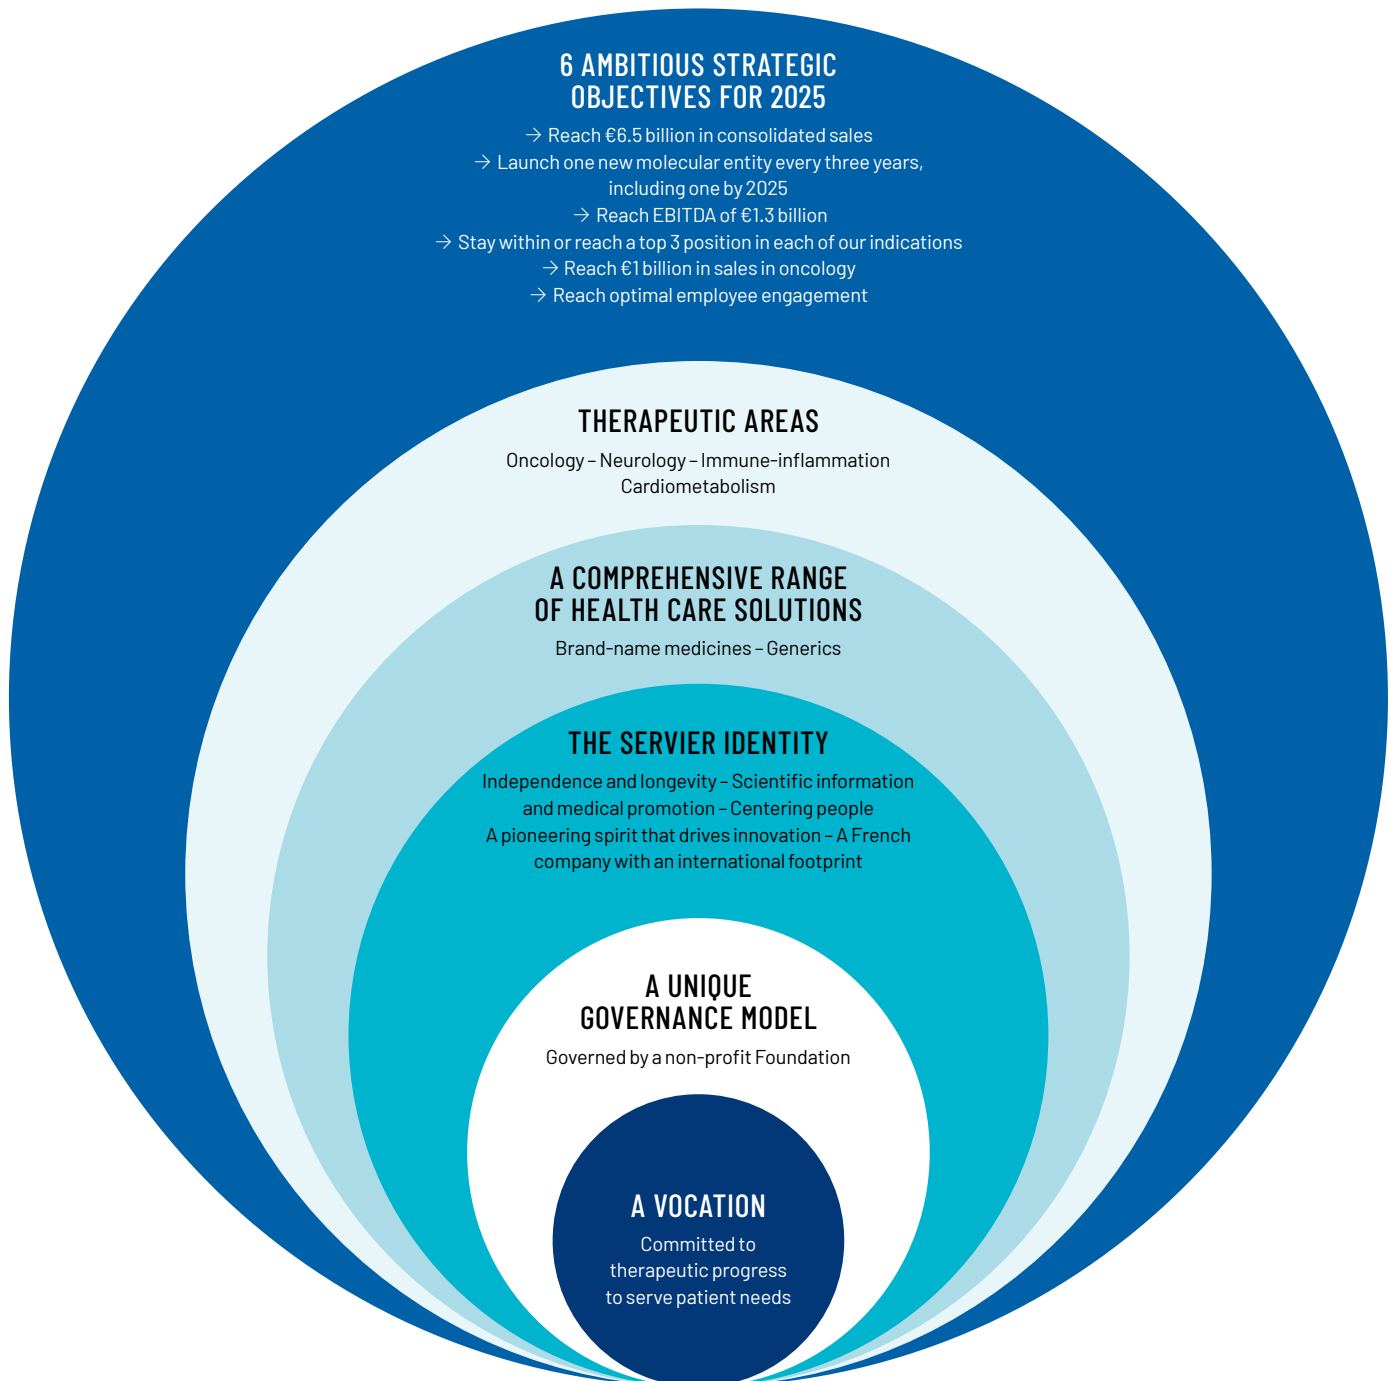 6 AMBITIOUS STRATEGIC
OBJECTIVES FOR 2025
→ Reach €6.5 billion in consolidated sales
→ Launch one new molecular entity every three years,
including one by 2025
→ Reach EBITDA of €1.3 billion
→ Stay within or reach a top 3 position in each of our indications
→ Reach €1 billion in sales in oncology
→ Reach optimal employee engagement
THERAPEUTIC AREAS
Oncology – Neurology – Immune-inflammation
Cardiometabolism
A COMPREHENSIVE RANGE
OF HEALTH CARE SOLUTIONS
Brand-name medicines – Generics
THE SERVIER IDENTITY
Independence and longevity – Scientific information
and medical promotion – Centering people
A pioneering spirit that drives innovation – A French
company with an international footprint
A UNIQUE
GOVERNANCE MODEL
Governed by a non-profit Foundation
A VOCATION
Committed to
therapeutic progress
to serve patient needs